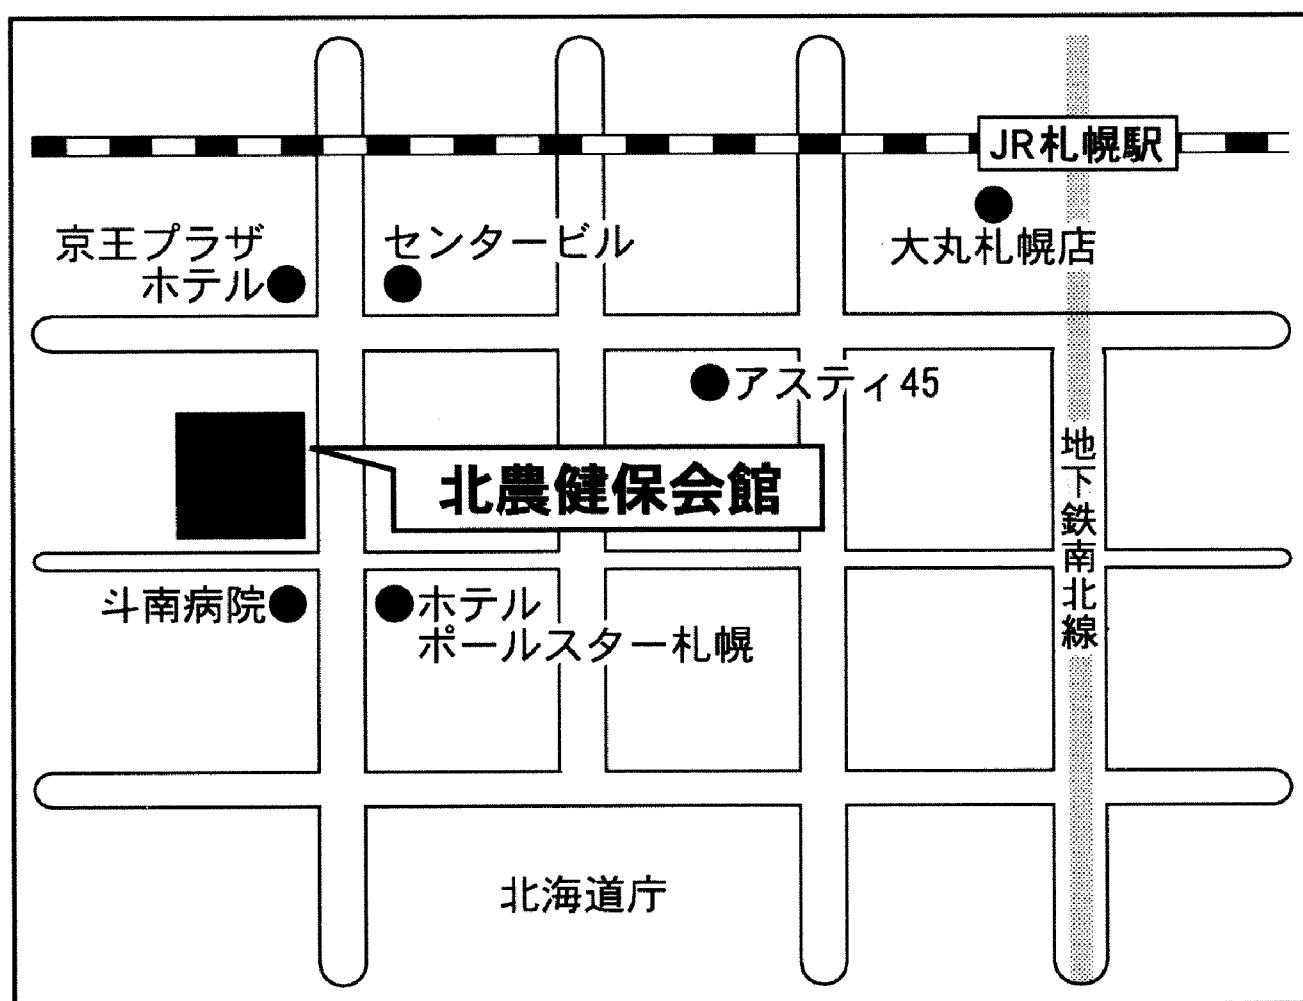 JR札幌駅
京王プラザ
ホテル
センタービル
大丸札幌店
アスティ45
北農健保会館
地下鉄南北線
斗南病院
ホテル
ポールスター札幌
北海道庁